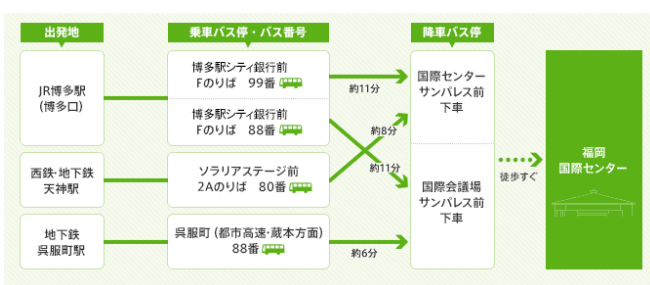 出発地
乗車バス停・バス番号
降車バス停
JR博多駅
(博多口)
博多駅シティ銀行前
Fのりば 99番
約11分
博多駅シティ銀行前
Fのりば 88番
約8分
国際センター
サンパレス前
下車
西鉄・地下鉄
天神駅
ソラリアステージ前
2Aのりば 80番
約11分
国際会議場
サンパレス前
下車
地下鉄
呉服町駅
呉服町 (都市高速・蔵本方面)
88番
約6分
徒歩すぐ
福岡
国際センター